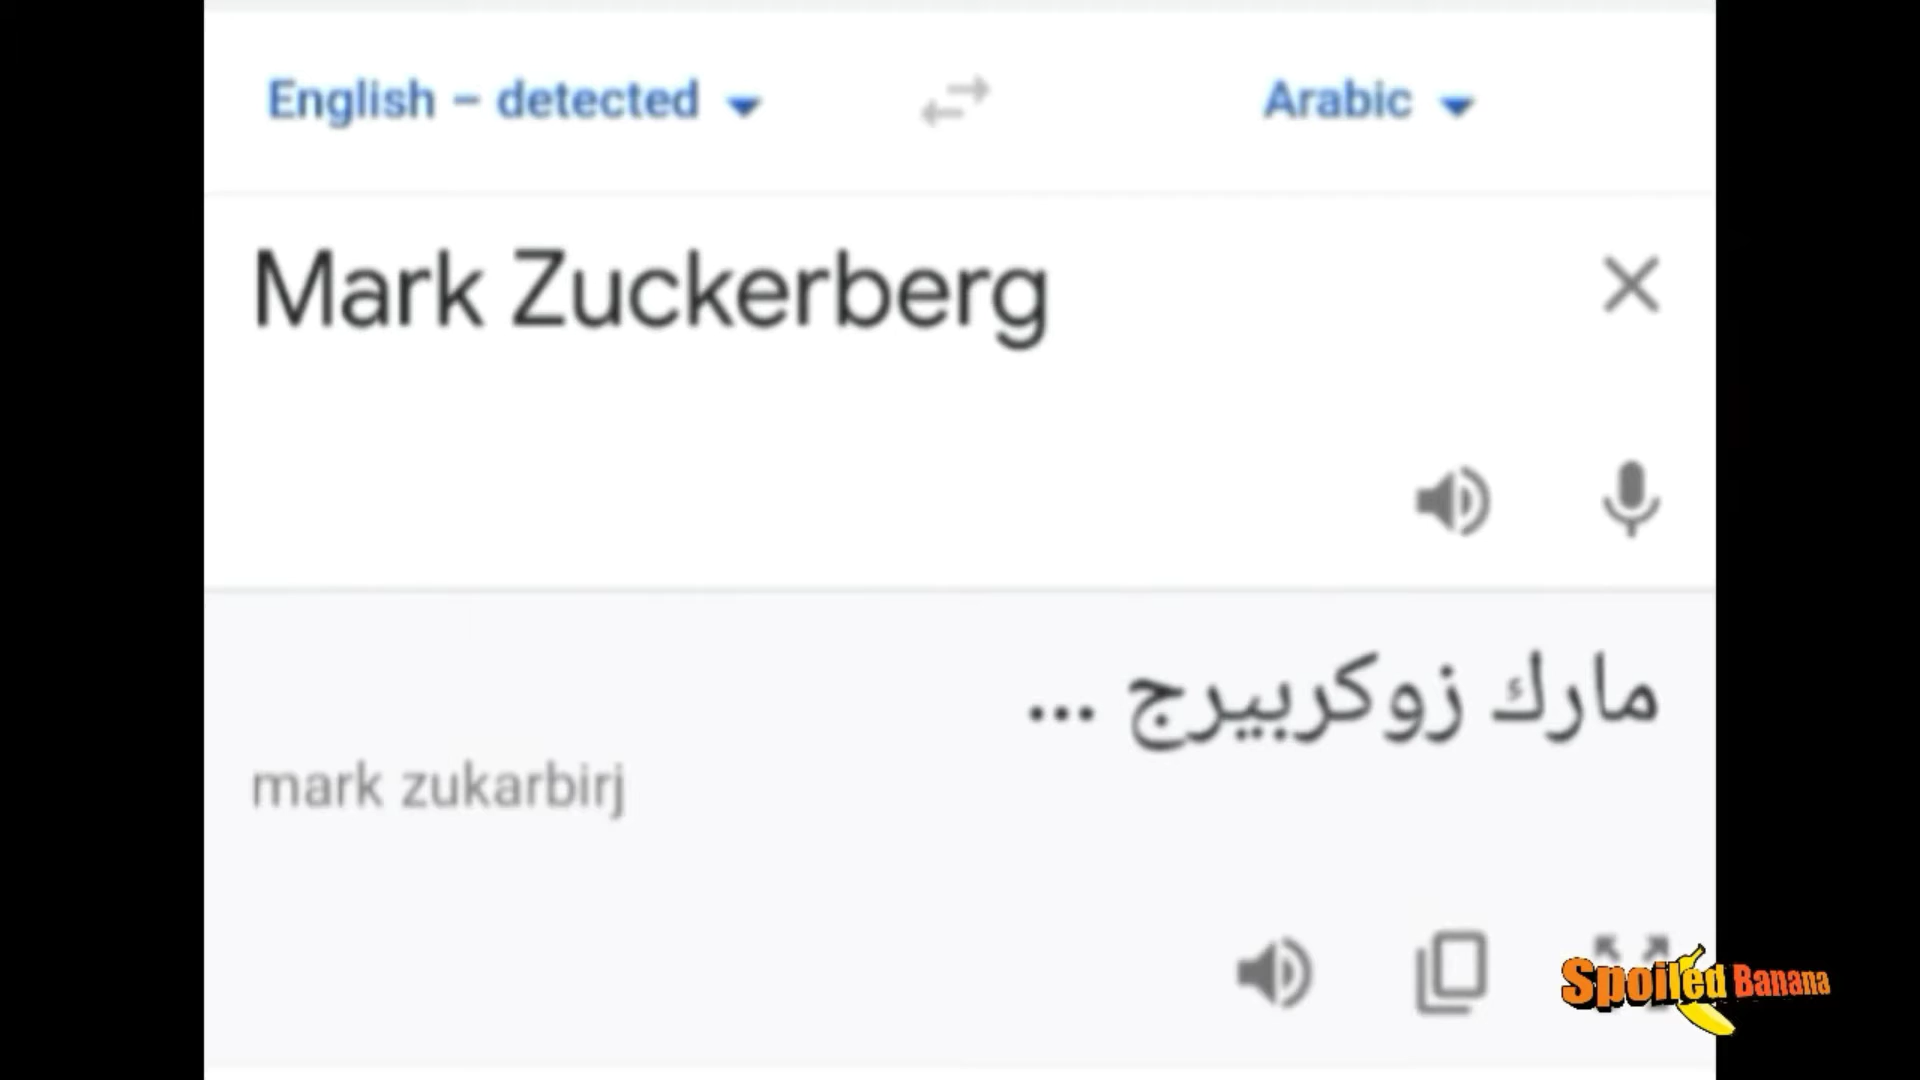 English – detected
Arabic
Mark Zuckerberg
مارك زوكربيرج ...
mark zukarbirj
Spoiled Banana